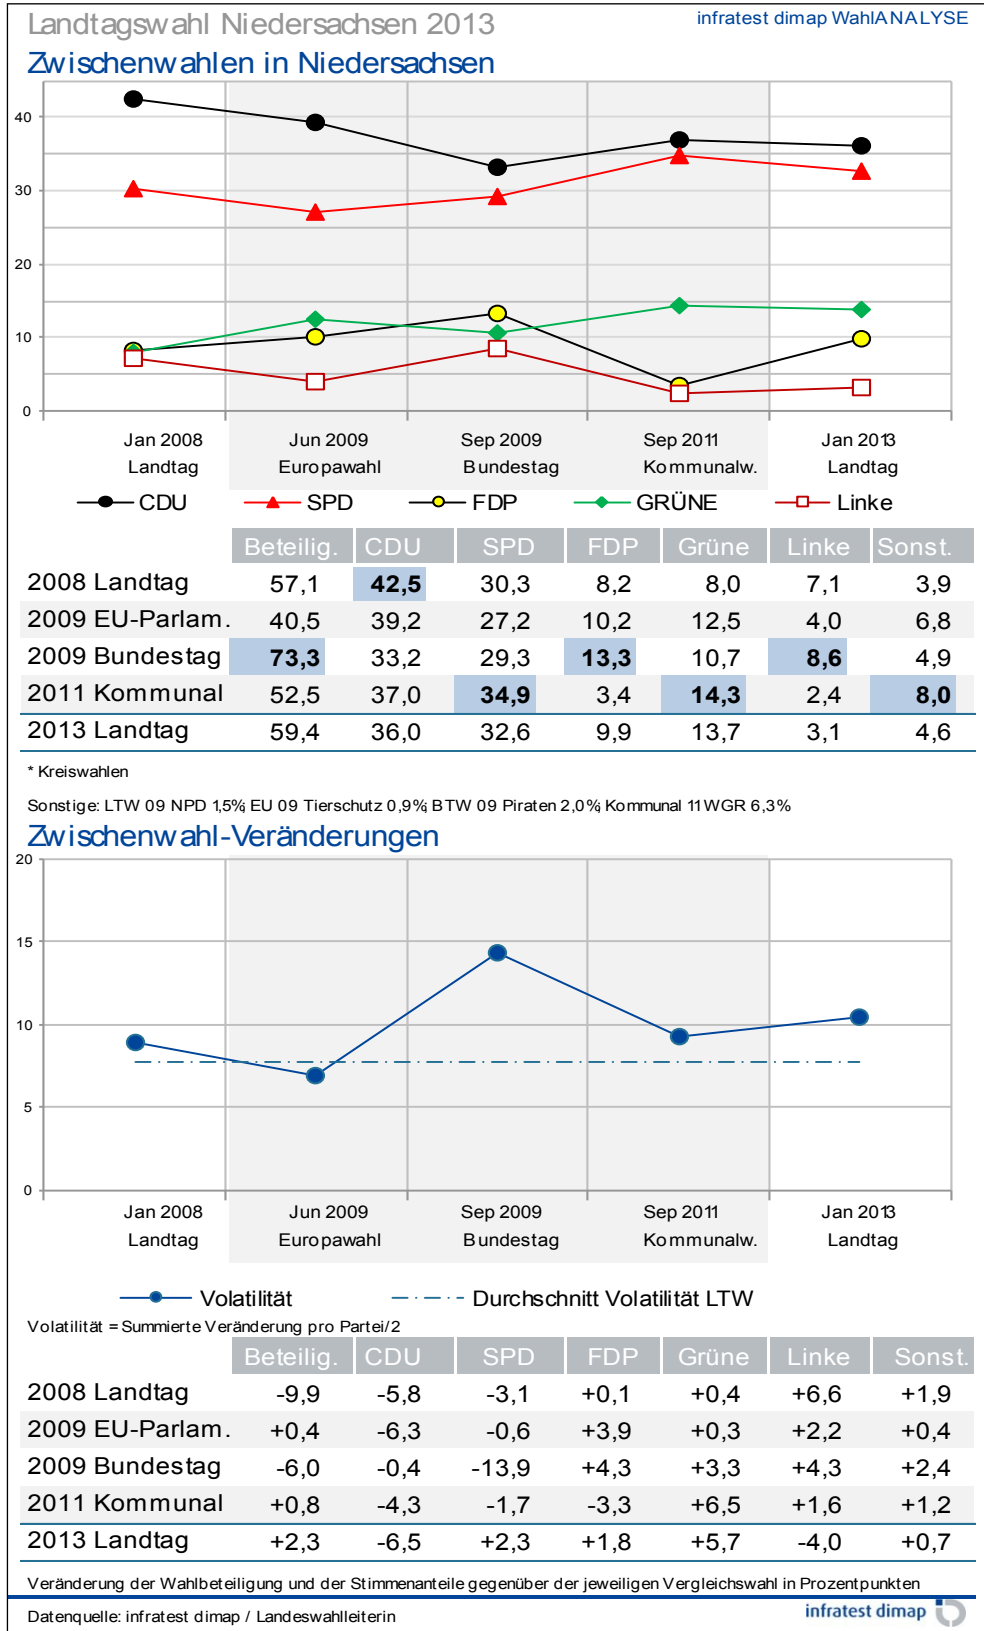 Landtagswahl Niedersachsen 2013
infratest dimap WahlANALYSE
Zwischenwahlen in Niedersachsen
40
30
20
10
0
Jan 2008 Jun 2009 Sep 2009 Sep 2011 Jan 2013
Landtag Europawahl Bundestag Kommunalw. Landtag
CDU SPD FDP GRÜNE Linke
Beteilig. CDU SPD FDP Grüne Linke Sonst.
2008 Landtag 57,1 42,5 30,3 8,2 8,0 7,1 3,9
2009 EU-Parlam. 40,5 39,2 27,2 10,2 12,5 4,0 6,8
2009 Bundestag 73,3 33,2 29,3 13,3 10,7 8,6 4,9
2011 Kommunal 52,5 37,0 34,9 3,4 14,3 2,4 8,0
2013 Landtag 59,4 36,0 32,6 9,9 13,7 3,1 4,6
* Kreiswahlen
Sonstige: LTW 09 NPD 1,5%; EU 09 Tierschutz 0,9%; BTW 09 Piraten 2,0%; Kommunal 11 WGR 6,3%
Zwischenwahl-Veränderungen
20
15
10
5
0
Jan 2008 Jun 2009 Sep 2009 Sep 2011 Jan 2013
Landtag Europawahl Bundestag Kommunalw. Landtag
Volatilität Durchschnitt Volatilität LTW
Volatilität = Summierte Veränderung pro Partei/2
Beteilig. CDU SPD FDP Grüne Linke Sonst.
2008 Landtag -9,9 -5,8 -3,1 +0,1 +0,4 +6,6 +1,9
2009 EU-Parlam. +0,4 -6,3 -0,6 +3,9 +0,3 +2,2 +0,4
2009 Bundestag -6,0 -0,4 -13,9 +4,3 +3,3 +4,3 +2,4
2011 Kommunal +0,8 -4,3 -1,7 -3,3 +6,5 +1,6 +1,2
2013 Landtag +2,3 -6,5 +2,3 +1,8 +5,7 -4,0 +0,7
Veränderung der Wahlbeteiligung und der Stimmenanteile gegenüber der jeweiligen Vergleichswahl in Prozentpunkten
Datenquelle: infratest dimap / Landeswahlleiterin
infratest dimap